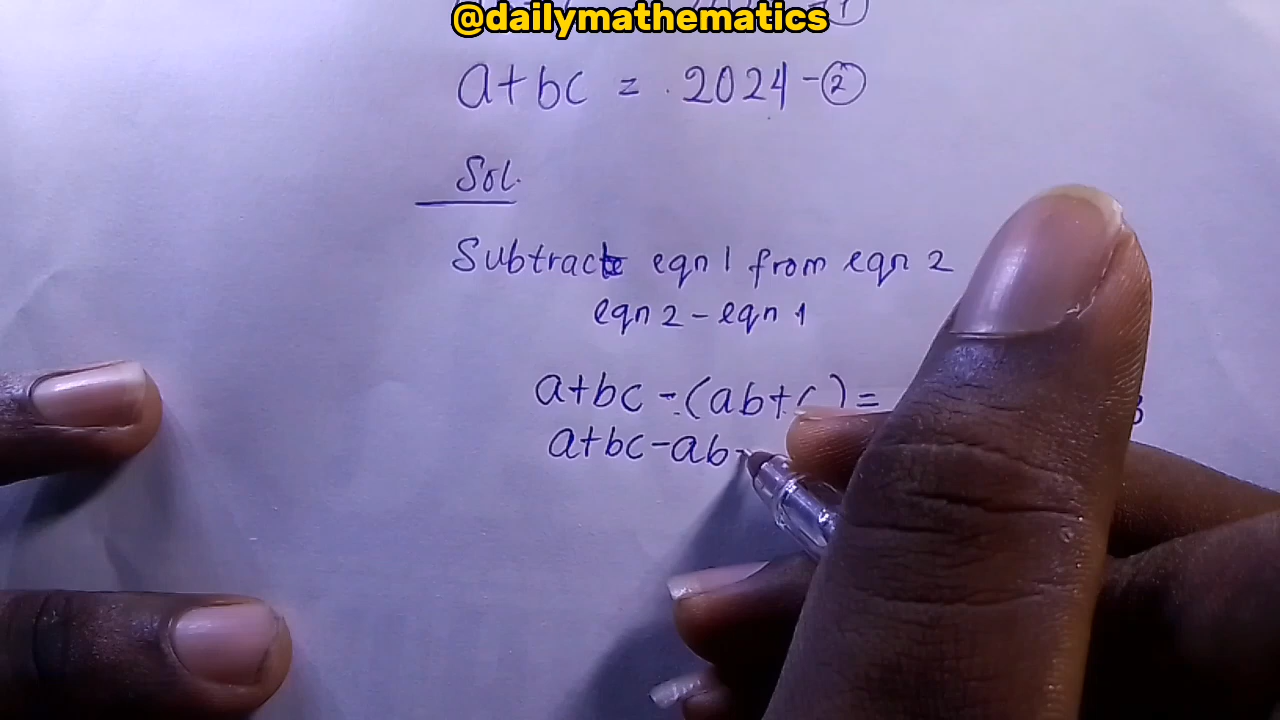 @dailymathematics
a+bc = 2024 - ②
Sol.
Subtract eqn 1 from eqn 2
eqn 2 - eqn 1
a+bc - (ab+c) =
a+bc-ab-